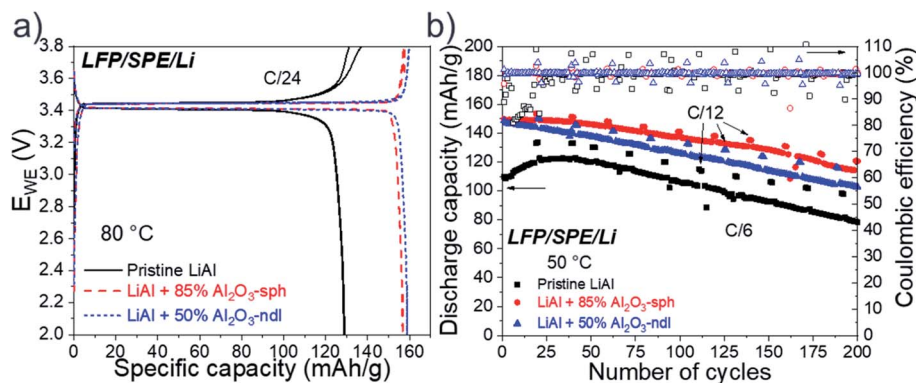 a)
LFP/SPE/Li
C/24
80 °C
Pristine LiAl
LiAl + 85% Al₂O₃-sph
LiAl + 50% Al₂O₃-ndl
E_WE (V)
3.8
3.6
3.4
3.2
3.0
2.8
2.6
2.4
2.2
2.0
0 20 40 60 80 100 120 140 160
Specific capacity (mAh/g)
b)
Discharge capacity (mAh/g)
200
180
160
140
120
100
80
60
40
20
0
C/12
C/6
LFP/SPE/Li
50 °C
Pristine LiAl
LiAl + 85% Al₂O₃-sph
LiAl + 50% Al₂O₃-ndl
110
100
90
80
70
60
50
40
30
20
10
0
Coulombic efficiency (%)
0 25 50 75 100 125 150 175 200
Number of cycles